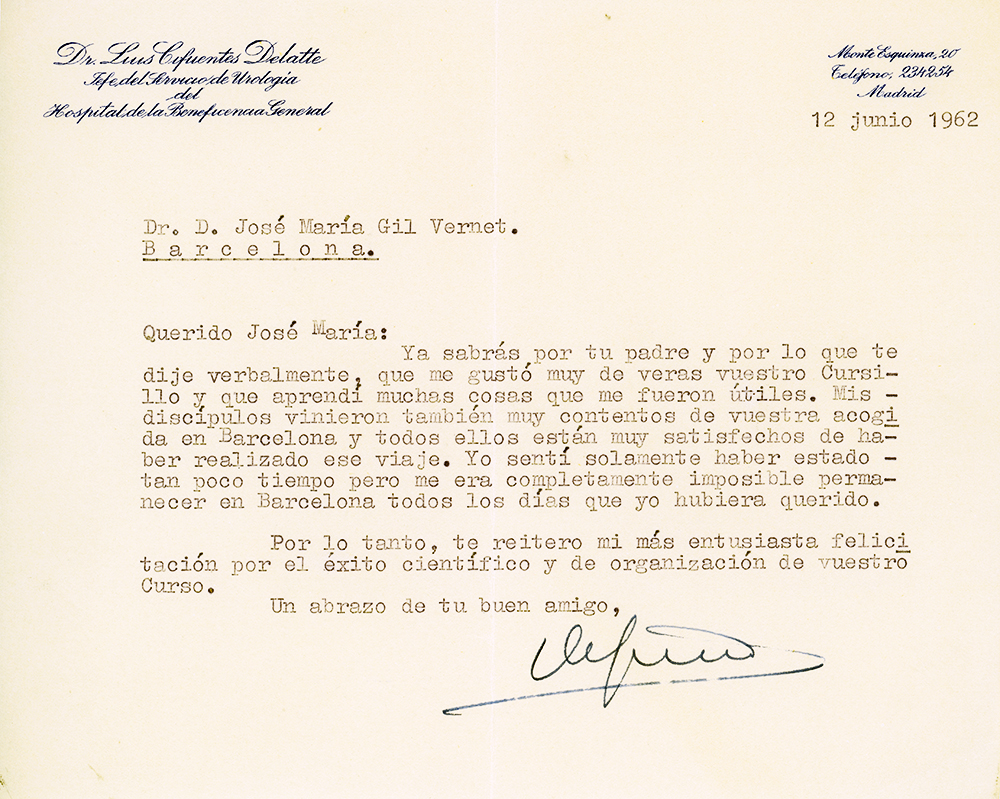 Dr. Luis Cifuentes Delatte
Jefe del Servicio de Urología
del
Hospital de la Beneficencia General
Monte Esquinza, 20
Teléfono, 234254
Madrid
12 junio 1962
Dr. D. José María Gil Vernet.
Barcelona.
Querido José María:
Ya sabrás por tu padre y por lo que te
dije verbalmente, que me gustó muy de veras vuestro Cursi-
llo y que aprendí muchas cosas que me fueron útiles. Mis -
discípulos vinieron también muy contentos de vuestra acogi
da en Barcelona y todos ellos están muy satisfechos de ha-
ber realizado ese viaje. Yo sentí solamente haber estado -
tan poco tiempo pero me era completamente imposible perma-
necer en Barcelona todos los días que yo hubiera querido.
Por lo tanto, te reitero mi más entusiasta felici
tación por el éxito científico y de organización de vuestro
Curso.
Un abrazo de tu buen amigo,